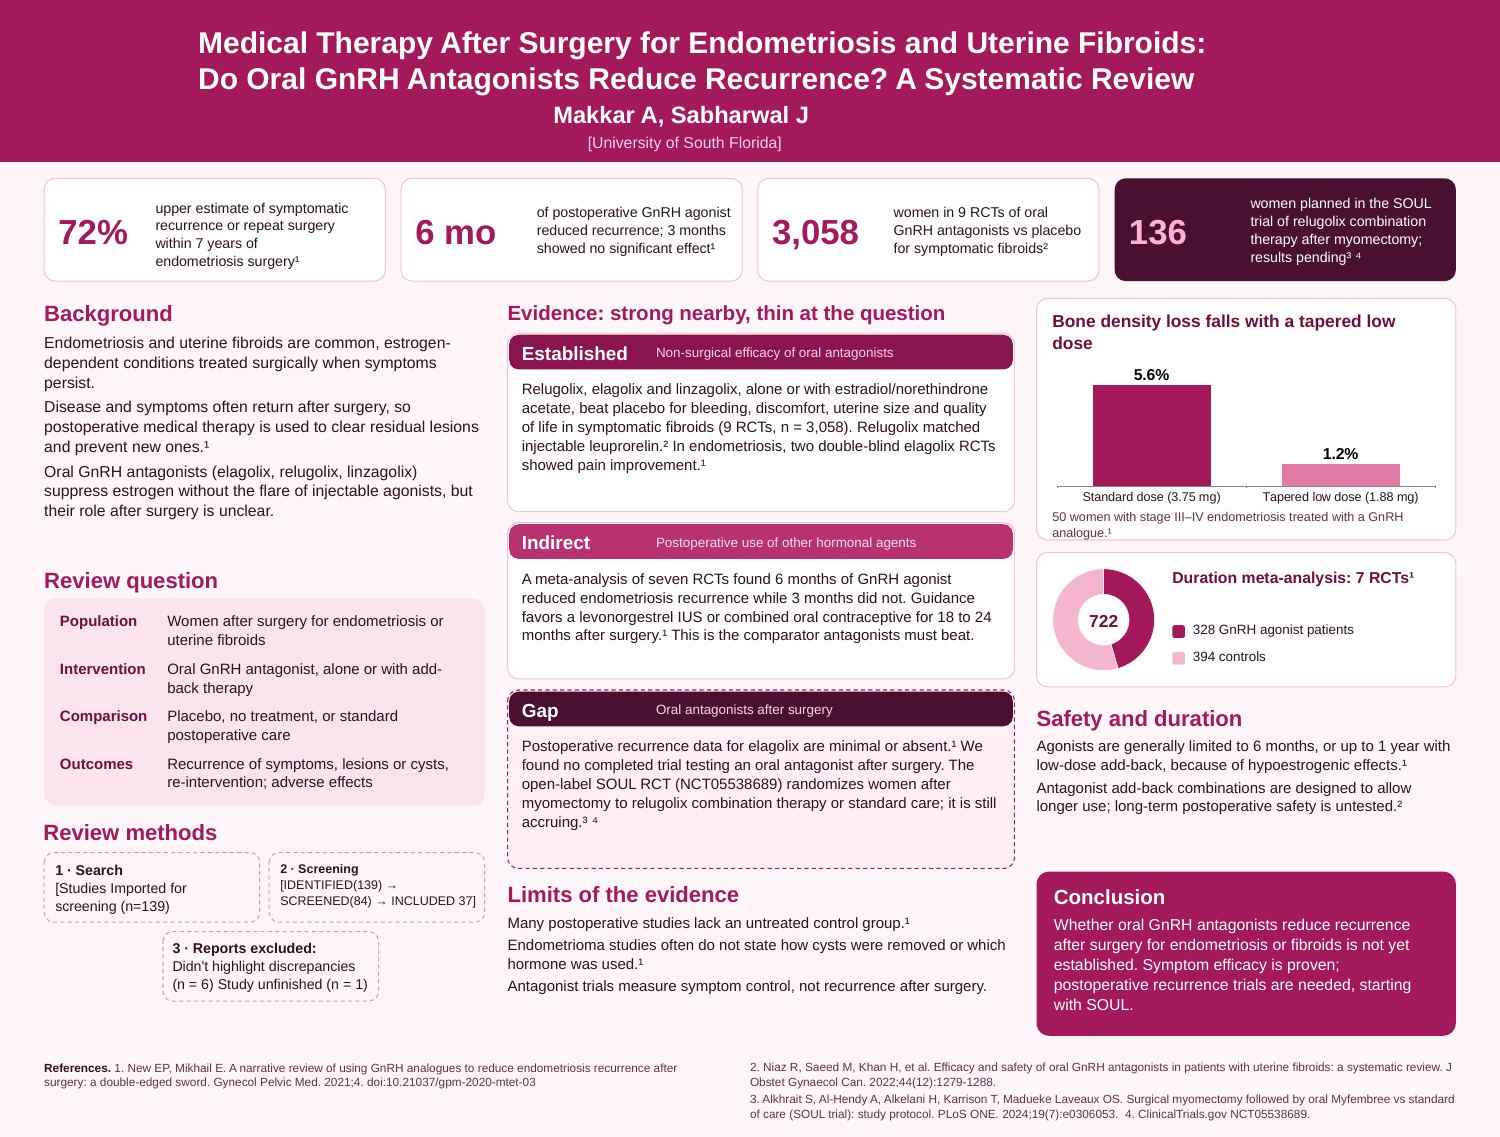 Medical Therapy After Surgery for Endometriosis and Uterine Fibroids:
Do Oral GnRH Antagonists Reduce Recurrence? A Systematic Review
Makkar A, Sabharwal J
[University of South Florida]
72%
upper estimate of symptomatic
recurrence or repeat surgery
within 7 years of
endometriosis surgery¹
6 mo
of postoperative GnRH agonist
reduced recurrence; 3 months
showed no significant effect¹
3,058
women in 9 RCTs of oral
GnRH antagonists vs placebo
for symptomatic fibroids²
136
women planned in the SOUL
trial of relugolix combination
therapy after myomectomy;
results pending³ ⁴
Background
Endometriosis and uterine fibroids are common, estrogen-
dependent conditions treated surgically when symptoms
persist.
Disease and symptoms often return after surgery, so
postoperative medical therapy is used to clear residual lesions
and prevent new ones.¹
Oral GnRH antagonists (elagolix, relugolix, linzagolix)
suppress estrogen without the flare of injectable agonists, but
their role after surgery is unclear.
Review question
Population
Women after surgery for endometriosis or
uterine fibroids
Intervention
Oral GnRH antagonist, alone or with add-
back therapy
Comparison
Placebo, no treatment, or standard
postoperative care
Outcomes
Recurrence of symptoms, lesions or cysts,
re-intervention; adverse effects
Review methods
1 · Search
[Studies Imported for
screening (n=139)
2 · Screening
[IDENTIFIED(139) →
SCREENED(84) → INCLUDED 37]
3 · Reports excluded:
Didn't highlight discrepancies
(n = 6) Study unfinished (n = 1)
Evidence: strong nearby, thin at the question
Established Non-surgical efficacy of oral antagonists
Relugolix, elagolix and linzagolix, alone or with estradiol/norethindrone
acetate, beat placebo for bleeding, discomfort, uterine size and quality
of life in symptomatic fibroids (9 RCTs, n = 3,058). Relugolix matched
injectable leuprorelin.² In endometriosis, two double-blind elagolix RCTs
showed pain improvement.¹
Indirect Postoperative use of other hormonal agents
A meta-analysis of seven RCTs found 6 months of GnRH agonist
reduced endometriosis recurrence while 3 months did not. Guidance
favors a levonorgestrel IUS or combined oral contraceptive for 18 to 24
months after surgery.¹ This is the comparator antagonists must beat.
Gap Oral antagonists after surgery
Postoperative recurrence data for elagolix are minimal or absent.¹ We
found no completed trial testing an oral antagonist after surgery. The
open-label SOUL RCT (NCT05538689) randomizes women after
myomectomy to relugolix combination therapy or standard care; it is still
accruing.³ ⁴
Limits of the evidence
Many postoperative studies lack an untreated control group.¹
Endometrioma studies often do not state how cysts were removed or which
hormone was used.¹
Antagonist trials measure symptom control, not recurrence after surgery.
Bone density loss falls with a tapered low
dose
5.6%
1.2%
Standard dose (3.75 mg) Tapered low dose (1.88 mg)
50 women with stage III–IV endometriosis treated with a GnRH
analogue.¹
Duration meta-analysis: 7 RCTs¹
722
328 GnRH agonist patients
394 controls
Safety and duration
Agonists are generally limited to 6 months, or up to 1 year with
low-dose add-back, because of hypoestrogenic effects.¹
Antagonist add-back combinations are designed to allow
longer use; long-term postoperative safety is untested.²
Conclusion
Whether oral GnRH antagonists reduce recurrence
after surgery for endometriosis or fibroids is not yet
established. Symptom efficacy is proven;
postoperative recurrence trials are needed, starting
with SOUL.
References. 1. New EP, Mikhail E. A narrative review of using GnRH analogues to reduce endometriosis recurrence after
surgery: a double-edged sword. Gynecol Pelvic Med. 2021;4. doi:10.21037/gpm-2020-mtet-03
2. Niaz R, Saeed M, Khan H, et al. Efficacy and safety of oral GnRH antagonists in patients with uterine fibroids: a systematic review. J
Obstet Gynaecol Can. 2022;44(12):1279-1288.
3. Alkhrait S, Al-Hendy A, Alkelani H, Karrison T, Madueke Laveaux OS. Surgical myomectomy followed by oral Myfembree vs standard
of care (SOUL trial): study protocol. PLoS ONE. 2024;19(7):e0306053. 4. ClinicalTrials.gov NCT05538689.